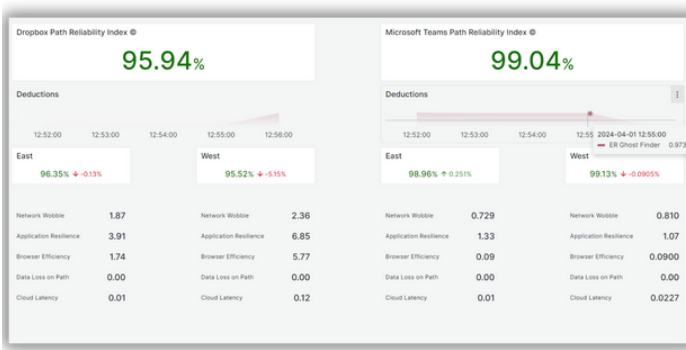 Dropbox Path Reliability Index ©
95.94%
Deductions
12:52:00 12:53:00 12:54:00 12:55:00 12:56:00
East
96.35% ↓ -0.13%
West
95.52% ↓ -5.15%
Network Wobble 1.87
Application Resilience 3.91
Browser Efficiency 1.74
Data Loss on Path 0.00
Cloud Latency 0.01
Network Wobble 2.36
Application Resilience 6.85
Browser Efficiency 5.77
Data Loss on Path 0.00
Cloud Latency 0.12
Microsoft Teams Path Reliability Index ©
99.04%
Deductions
12:52:00 12:53:00 12:54:00 12:55
2024-04-01 12:55:00
ER Ghost Finder 0.973
East
98.96% ↑ 0.251%
West
99.13% ↓ -0.0905%
Network Wobble 0.729
Application Resilience 1.33
Browser Efficiency 0.09
Data Loss on Path 0.00
Cloud Latency 0.01
Network Wobble 0.810
Application Resilience 1.07
Browser Efficiency 0.0900
Data Loss on Path 0.00
Cloud Latency 0.0227